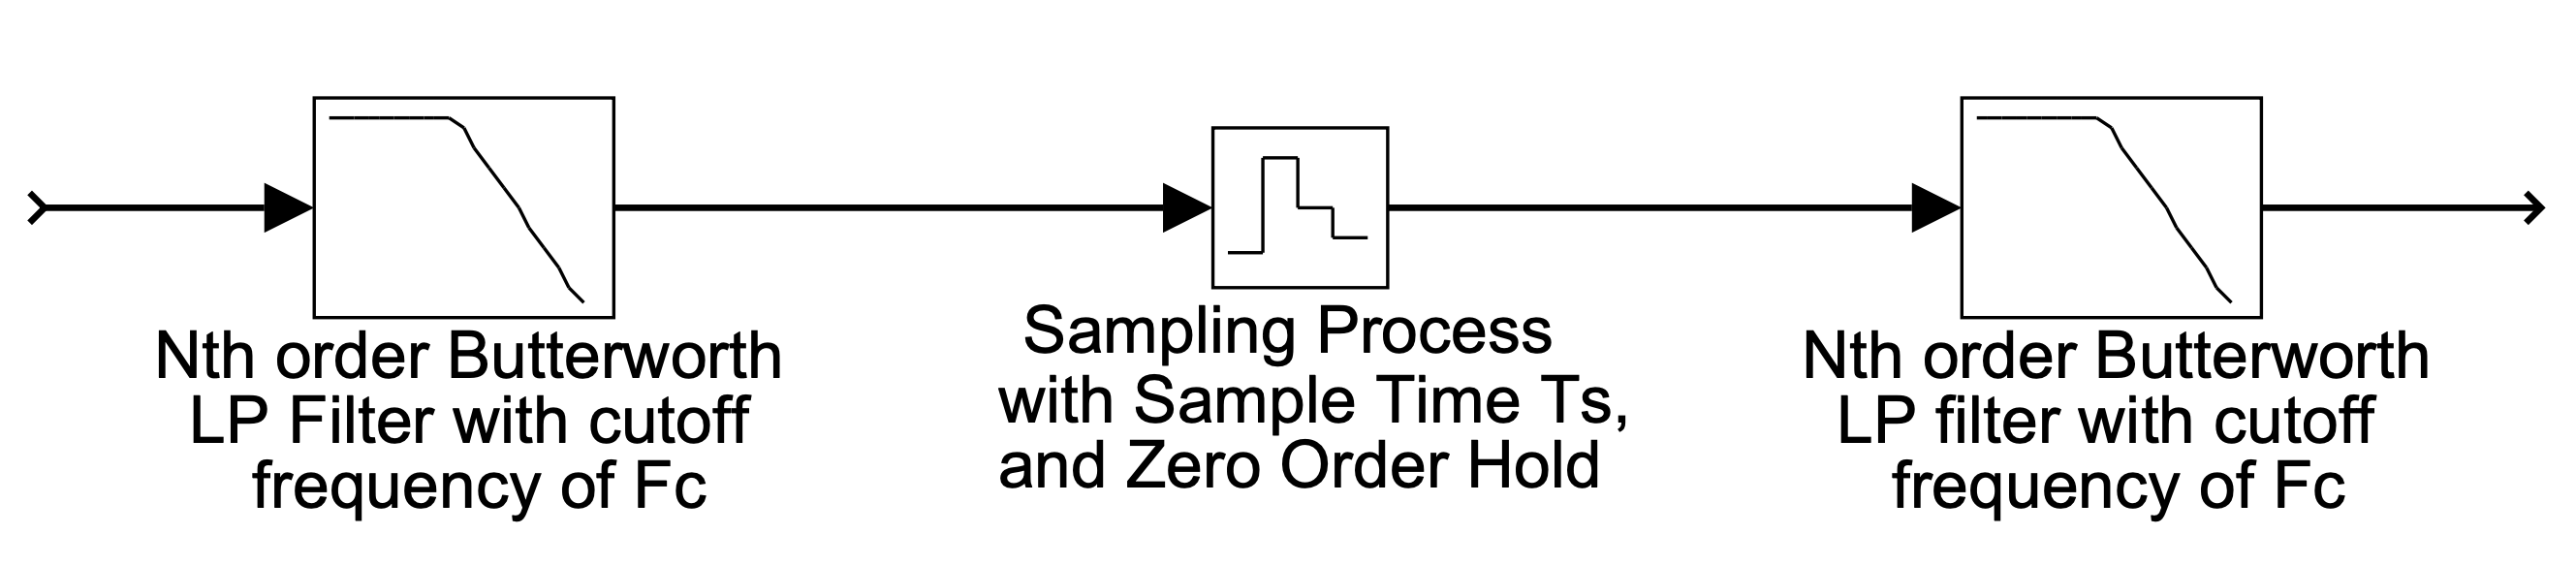 Nth order Butterworth
LP Filter with cutoff
frequency of Fc
Sampling Process
with Sample Time Ts,
and Zero Order Hold
Nth order Butterworth
LP filter with cutoff
frequency of Fc